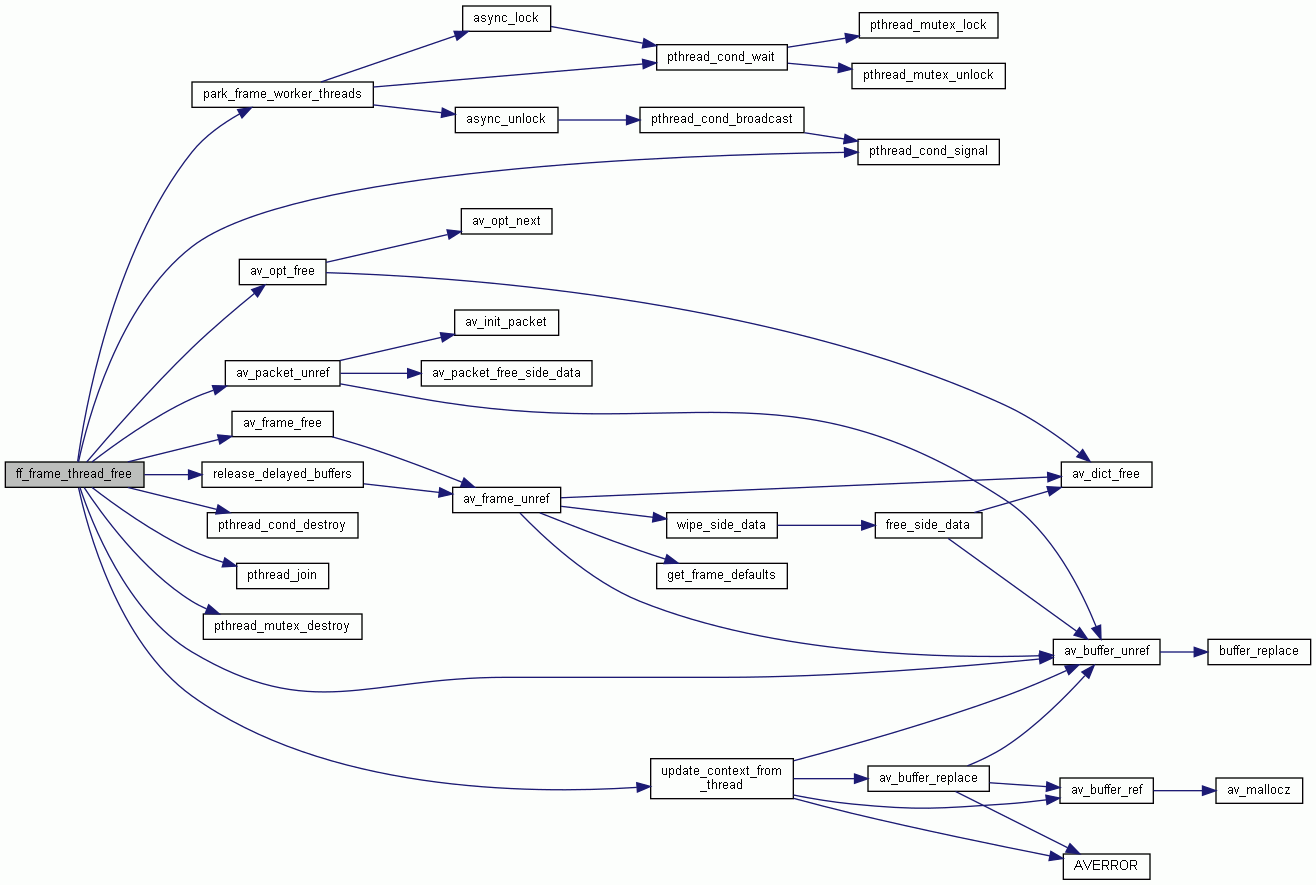 async_lock
pthread_mutex_lock
pthread_cond_wait
pthread_mutex_unlock
park_frame_worker_threads
async_unlock
pthread_cond_broadcast
pthread_cond_signal
av_opt_next
av_opt_free
av_init_packet
av_packet_unref
av_packet_free_side_data
av_frame_free
ff_frame_thread_free
release_delayed_buffers
av_dict_free
av_frame_unref
pthread_cond_destroy
wipe_side_data
free_side_data
pthread_join
get_frame_defaults
pthread_mutex_destroy
av_buffer_unref
buffer_replace
update_context_from
_thread
av_buffer_replace
av_buffer_ref
av_mallocz
AVERROR